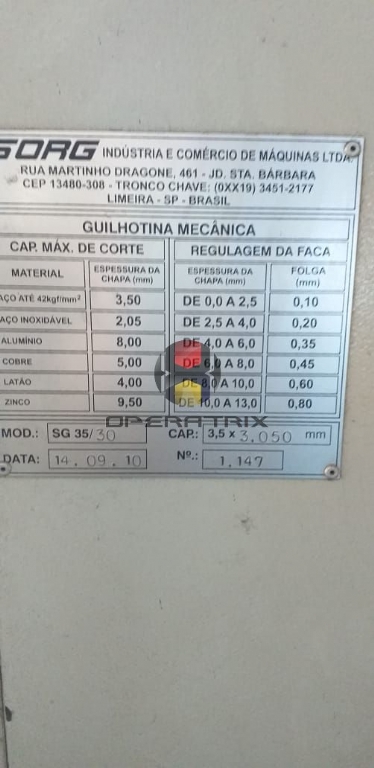 SORG INDÚSTRIA E COMÉRCIO DE MÁQUINAS LTDA
RUA MARTINHO DRAGONE, 461 - JD. STA. BÁRBARA
CEP 13480-308 - TRONCO CHAVE: (0XX19) 3451-2177
LIMEIRA - SP - BRASIL
GUILHOTINA MECÂNICA
CAP. MÁX. DE CORTE REGULAGEM DA FACA
MATERIAL ESPESSURA DA CHAPA (mm) ESPESSURA DA CHAPA (mm) FOLGA (mm)
AÇO ATÉ 42kgf/mm² 3,50 DE 0,0 A 2,5 0,10
AÇO INOXIDÁVEL 2,05 DE 2,5 A 4,0 0,20
ALUMÍNIO 8,00 DE 4,0 A 6,0 0,35
COBRE 5,00 DE 6,0 A 8,0 0,45
LATÃO 4,00 DE 8,0 A 10,0 0,60
ZINCO 9,50 DE 10,0 A 13,0 0,80
OPERATRIX
MOD.: SG 35/30 CAP.: 3,5 x 3.050 mm
DATA: 14.09.10 Nº.: 1.147